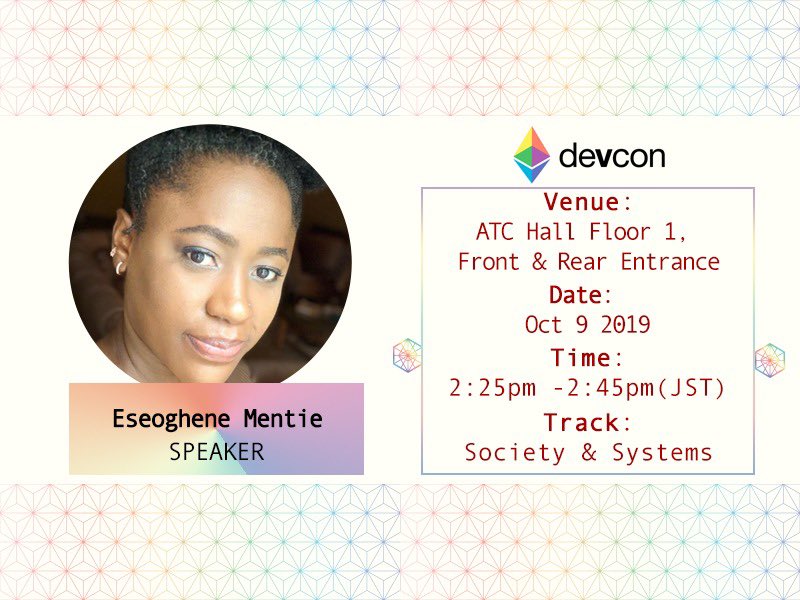 Eseoghene Mentie
SPEAKER
devcon
Venue:
ATC Hall Floor 1,
Front & Rear Entrance
Date:
Oct 9 2019
Time:
2:25pm -2:45pm(JST)
Track:
Society & Systems